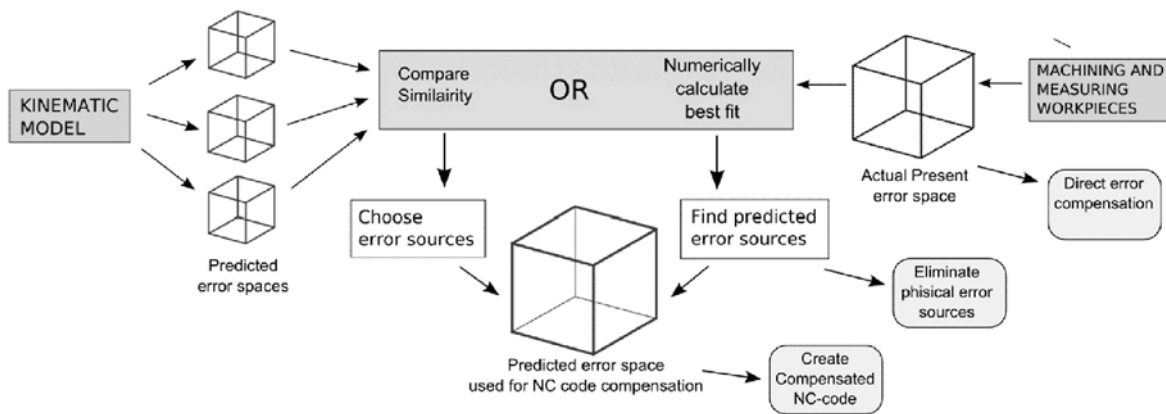 KINEMATIC
MODEL
Predicted
error spaces
Compare
Similairity
OR
Numerically
calculate
best fit
MACHINING AND
MEASURING
WORKPIECES
Actual Present
error space
Direct error
compensation
Choose
error sources
Find predicted
error sources
Eliminate
phisical error
sources
Predicted error space
used for NC code compensation
Create
Compensated
NC-code